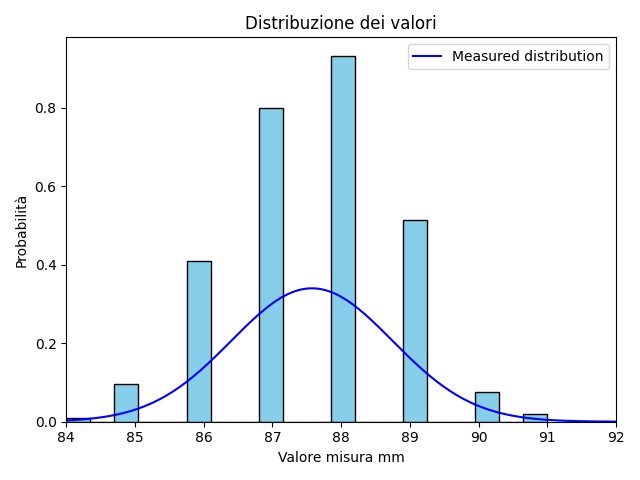 Distribuzione dei valori
Measured distribution
Probabilità
0.8
0.6
0.4
0.2
0.0
84 85 86 87 88 89 90 91 92
Valore misura mm